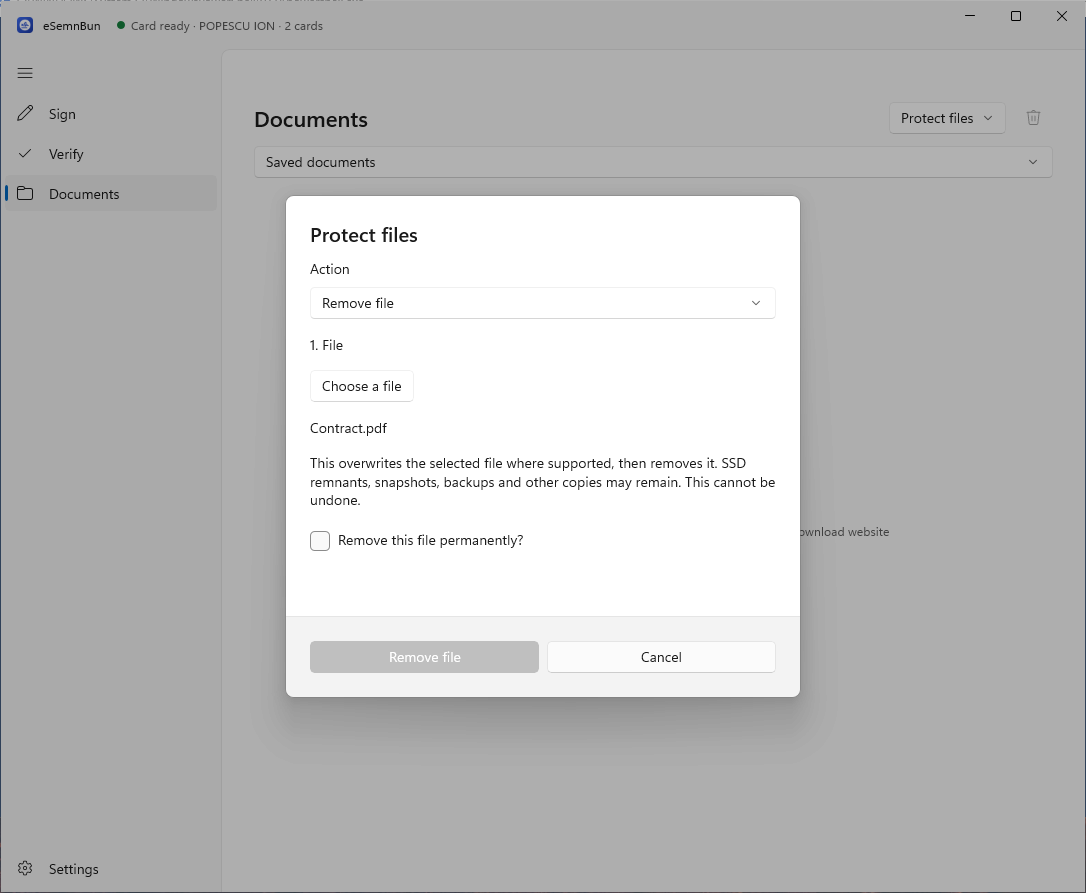 eSemnBun
Card ready · POPESCU ION · 2 cards
Sign
Verify
Documents
Documents
Protect files
Saved documents
Protect files
Action
Remove file
1. File
Choose a file
Contract.pdf
This overwrites the selected file where supported, then removes it. SSD
remnants, snapshots, backups and other copies may remain. This cannot be
undone.
ownload website
Remove this file permanently?
Remove file
Cancel
Settings